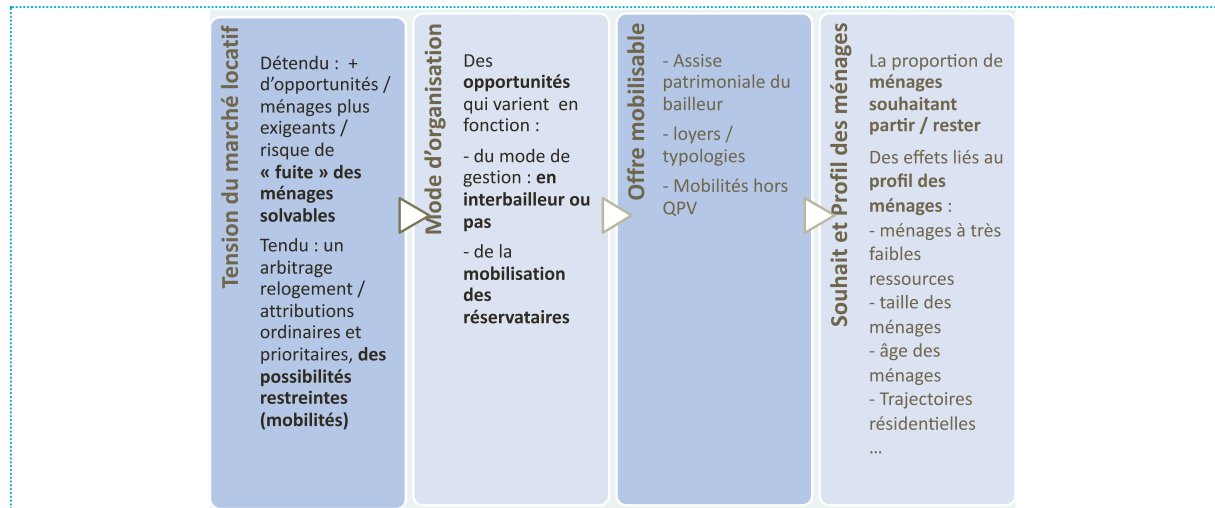 Tension du marché locatif
Détendu :  +
d’opportunités /
ménages plus
exigeants /
risque de
« fuite » des
ménages
solvables
Tendu : un
arbitrage
relogement /
attributions
ordinaires et
prioritaires, des
possibilités
restreintes
(mobilités)
Mode d’organisation
Des
opportunités
qui varient  en
fonction :
- du mode de
gestion : en
interbailleur ou
pas
- de la
mobilisation
des
réservataires
Offre mobilisable
- Assise
patrimoniale du
bailleur
- loyers /
typologies
- Mobilités hors
QPV
Souhait et Profil des ménages
La proportion de
ménages
souhaitant
partir / rester
Des effets liés au
profil des
ménages :
- ménages à très
faibles
ressources
- taille des
ménages
- âge des
ménages
- Trajectoires
résidentielles
…